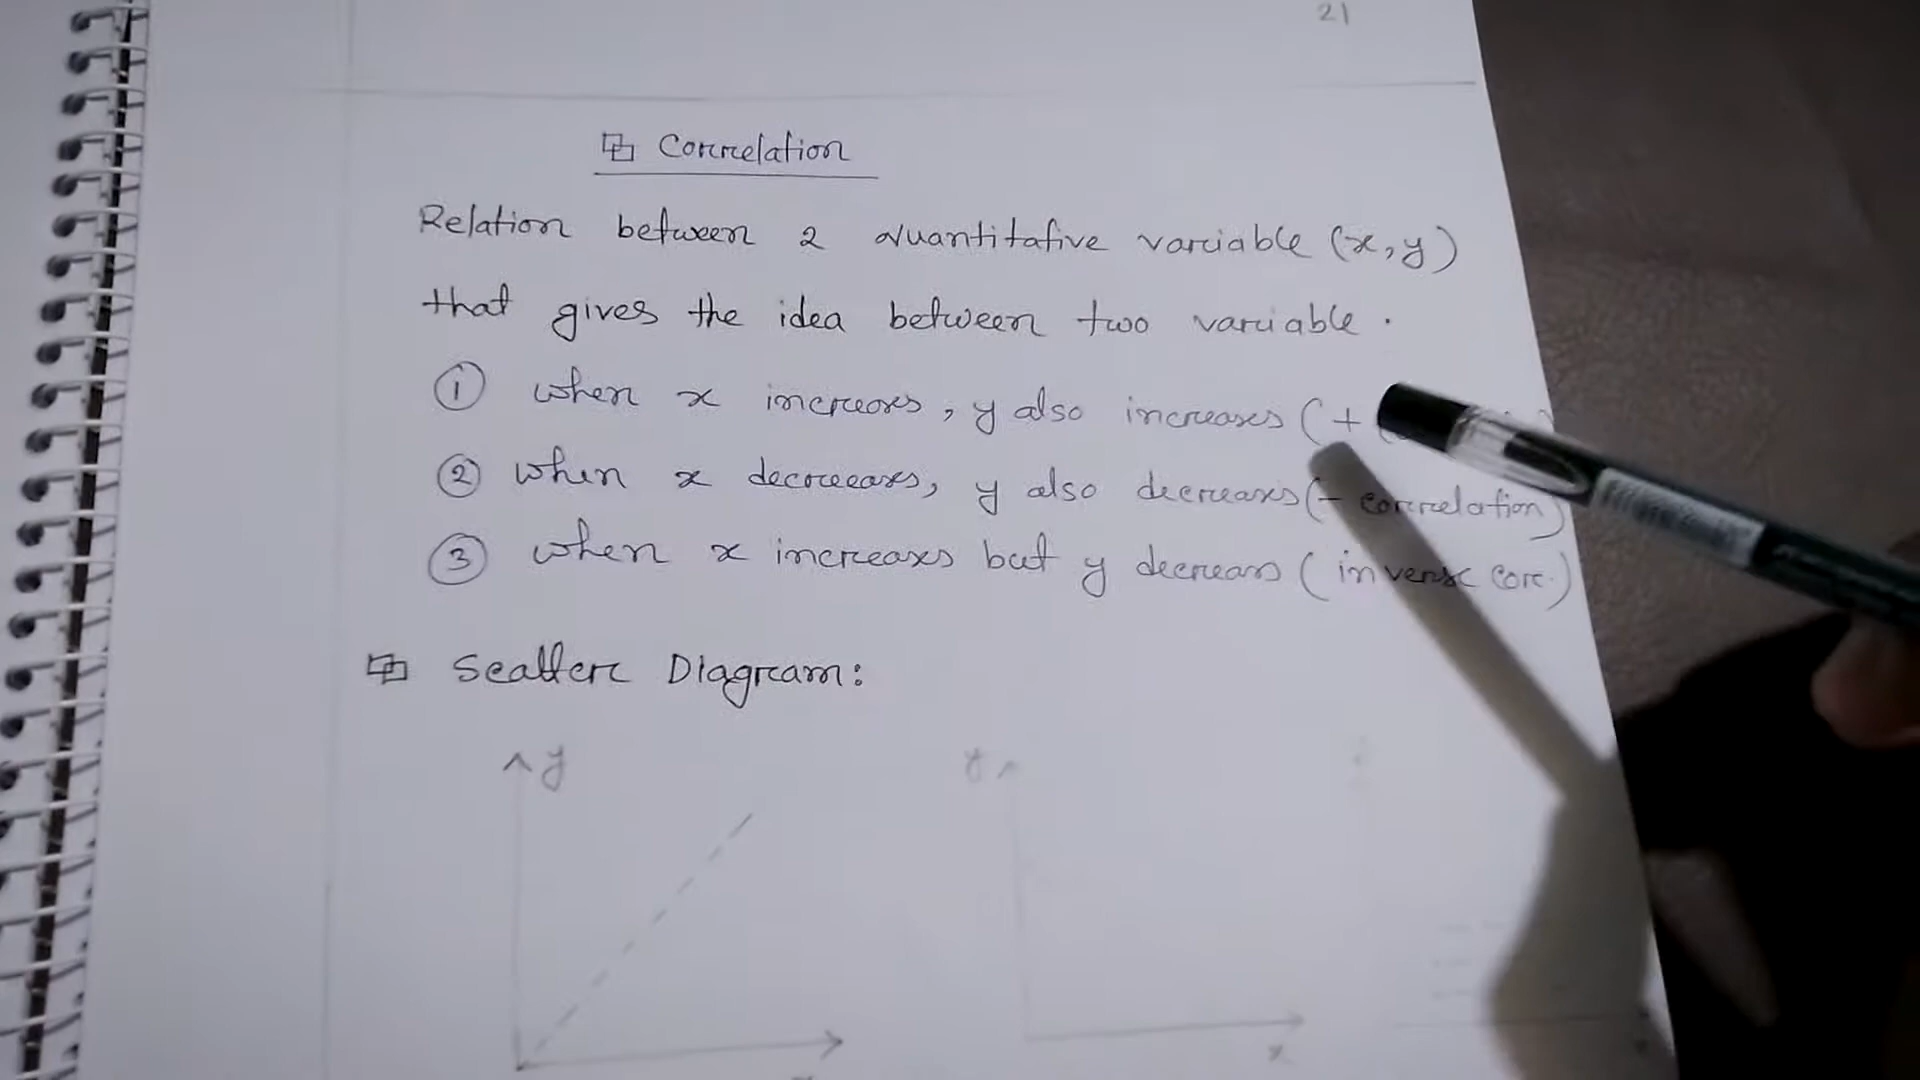 21
Correlation
Relation between 2 quantitative variable (x, y)
that gives the idea between two variable.
① when x increases, y also increases (+
② when x decreases, y also decreases (- correlation)
③ when x increases but y decreases (inverse cor.)
Scatter Diagram:
y
y
x